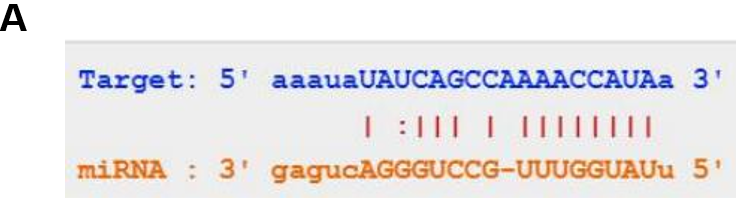 A
Target: 5' aaauaUAUCAGCCAAAACCAUAa 3'
| :||| | ||||||||
miRNA : 3' gagucAGGGUCCG-UUUGGUAUu 5'